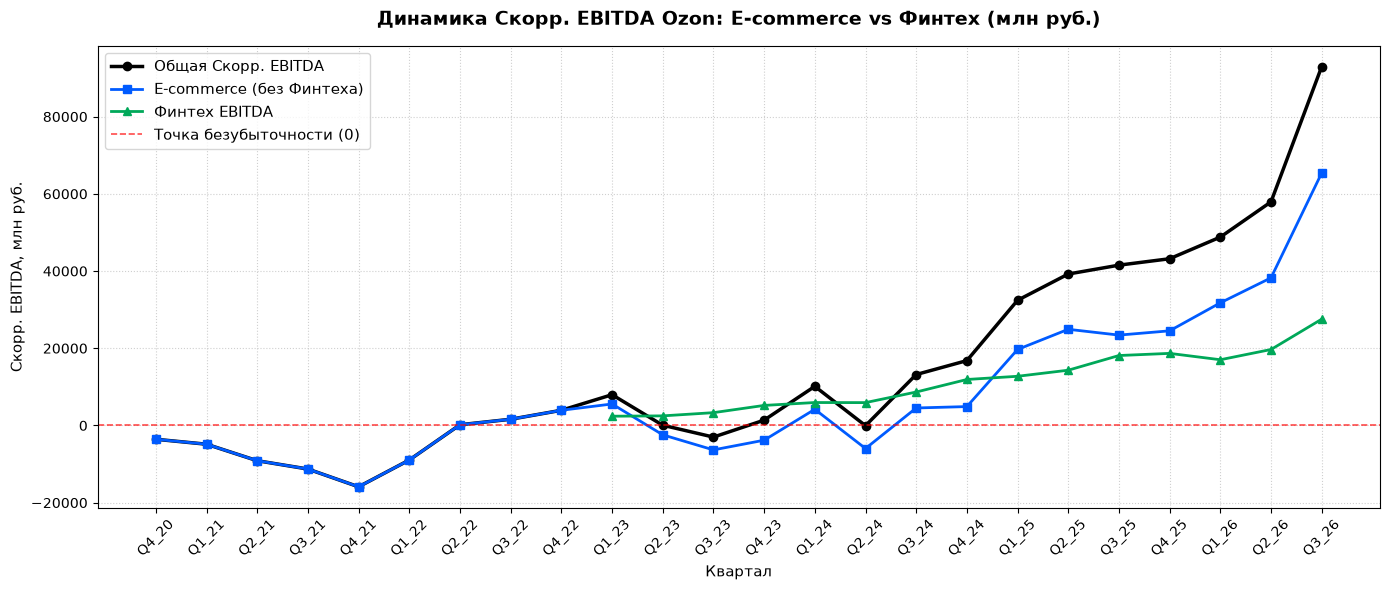 Динамика Скорр. EBITDA Ozon: E-commerce vs Финтех (млн руб.)
Общая Скорр. EBITDA
E-commerce (без Финтеха)
Финтех EBITDA
Точка безубыточности (0)
Скорр. EBITDA, млн руб.
80000
60000
40000
20000
0
−20000
Q4_20
Q1_21
Q2_21
Q3_21
Q4_21
Q1_22
Q2_22
Q3_22
Q4_22
Q1_23
Q2_23
Q3_23
Q4_23
Q1_24
Q2_24
Q3_24
Q4_24
Q1_25
Q2_25
Q3_25
Q4_25
Q1_26
Q2_26
Q3_26
Квартал